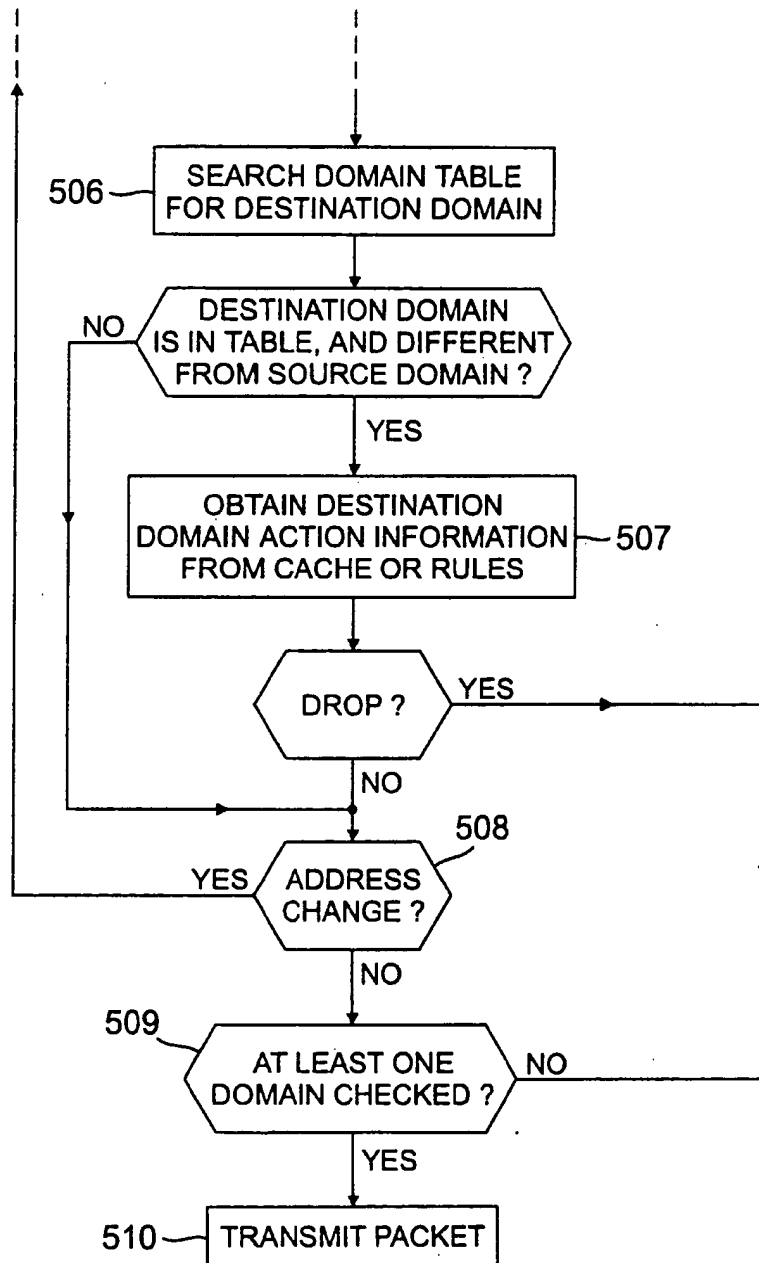 506
SEARCH DOMAIN TABLE
FOR DESTINATION DOMAIN
NO
DESTINATION DOMAIN
IS IN TABLE, AND DIFFERENT
FROM SOURCE DOMAIN ?
YES
OBTAIN DESTINATION
DOMAIN ACTION INFORMATION
FROM CACHE OR RULES
507
DROP ?
YES
NO
508
YES
ADDRESS
CHANGE ?
NO
509
AT LEAST ONE
DOMAIN CHECKED ?
NO
YES
510
TRANSMIT PACKET